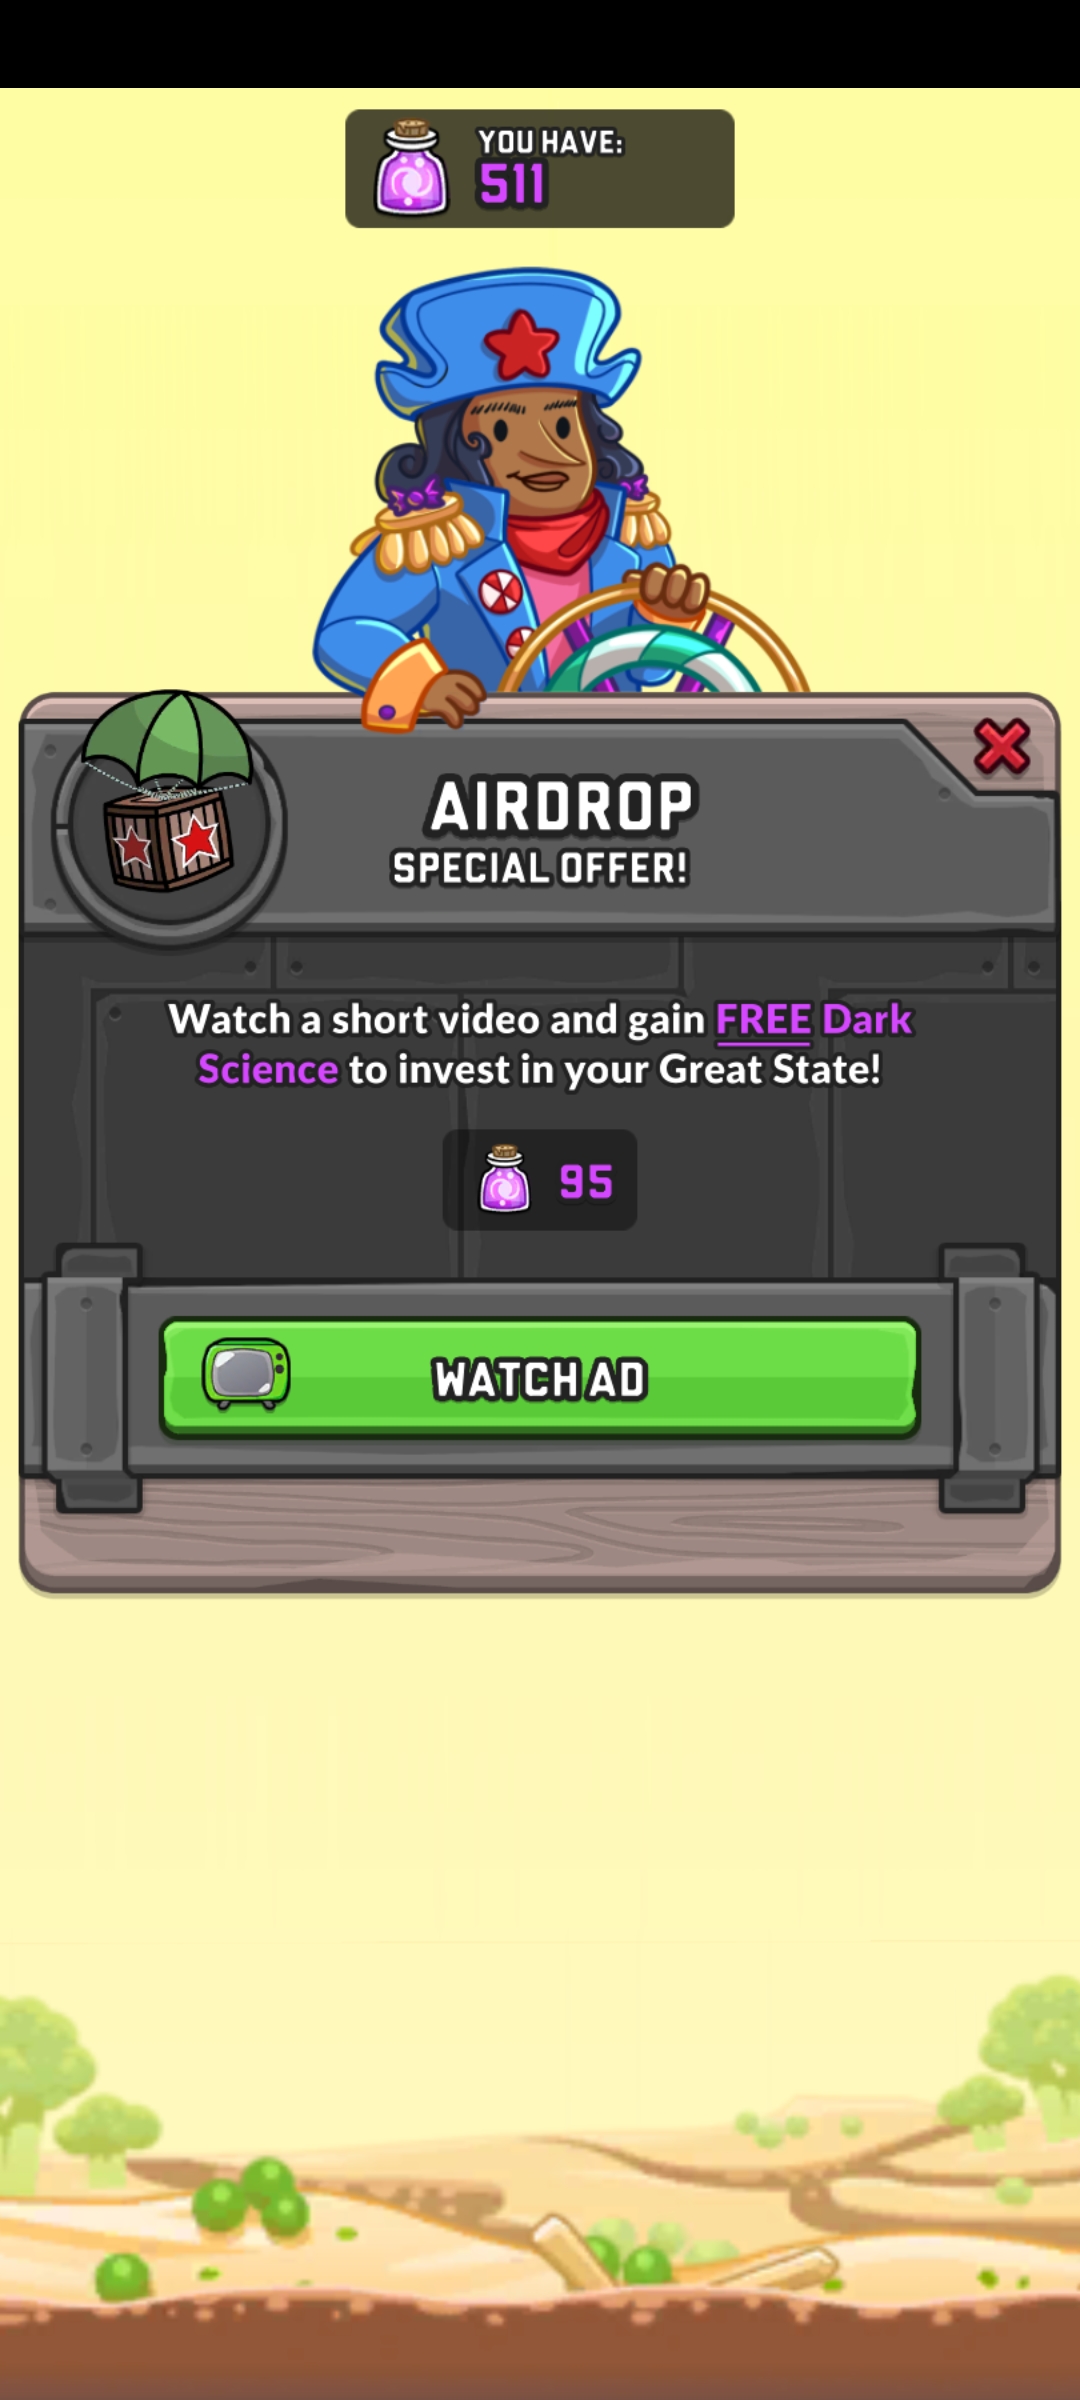 YOU HAVE:
511
AIRDROP
SPECIAL OFFER!
Watch a short video and gain FREE Dark
Science to invest in your Great State!
95
WATCH AD